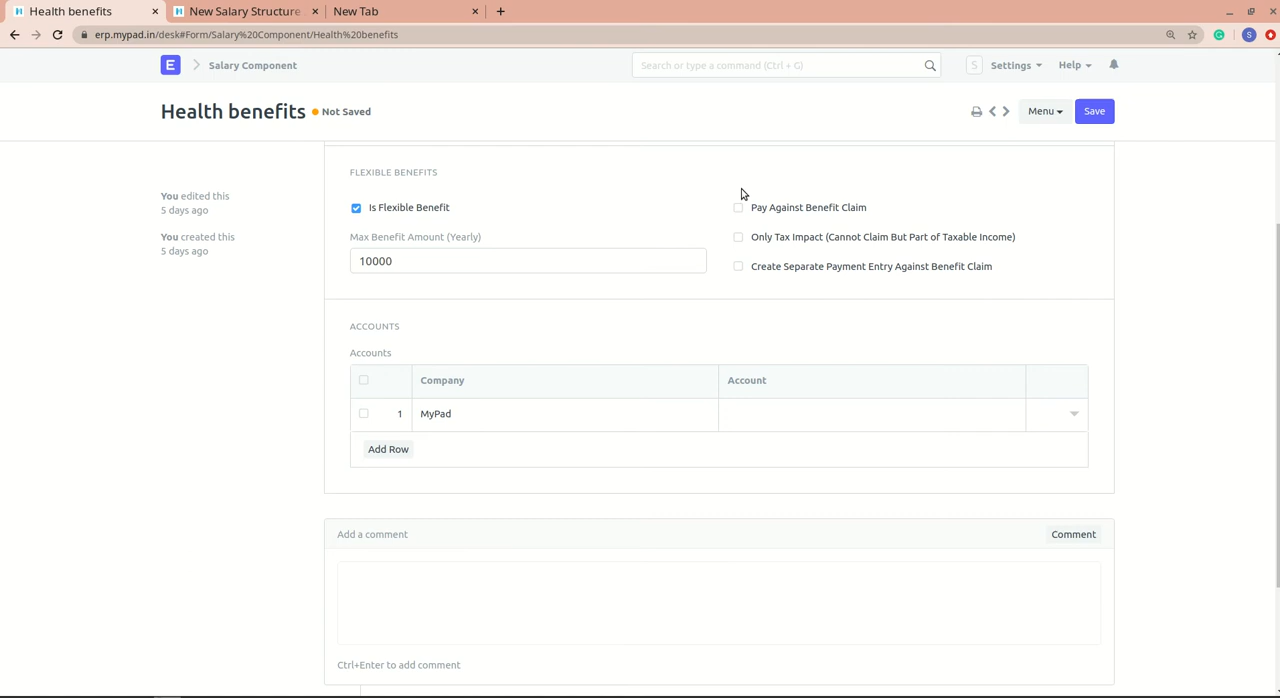 Health benefits
New Salary Structure
New Tab
erp.mypad.in/desk#Form/Salary%20Component/Health%20benefits
S
E
Salary Component
Search or type a command (Ctrl + G)
S
Settings
Help
Health benefits
Not Saved
Menu
Save
FLEXIBLE BENEFITS
You edited this
5 days ago
You created this
5 days ago
Is Flexible Benefit
Max Benefit Amount (Yearly)
10000
Pay Against Benefit Claim
Only Tax Impact (Cannot Claim But Part of Taxable Income)
Create Separate Payment Entry Against Benefit Claim
ACCOUNTS
Accounts
Company
Account
1
MyPad
Add Row
Add a comment
Comment
Ctrl+Enter to add comment